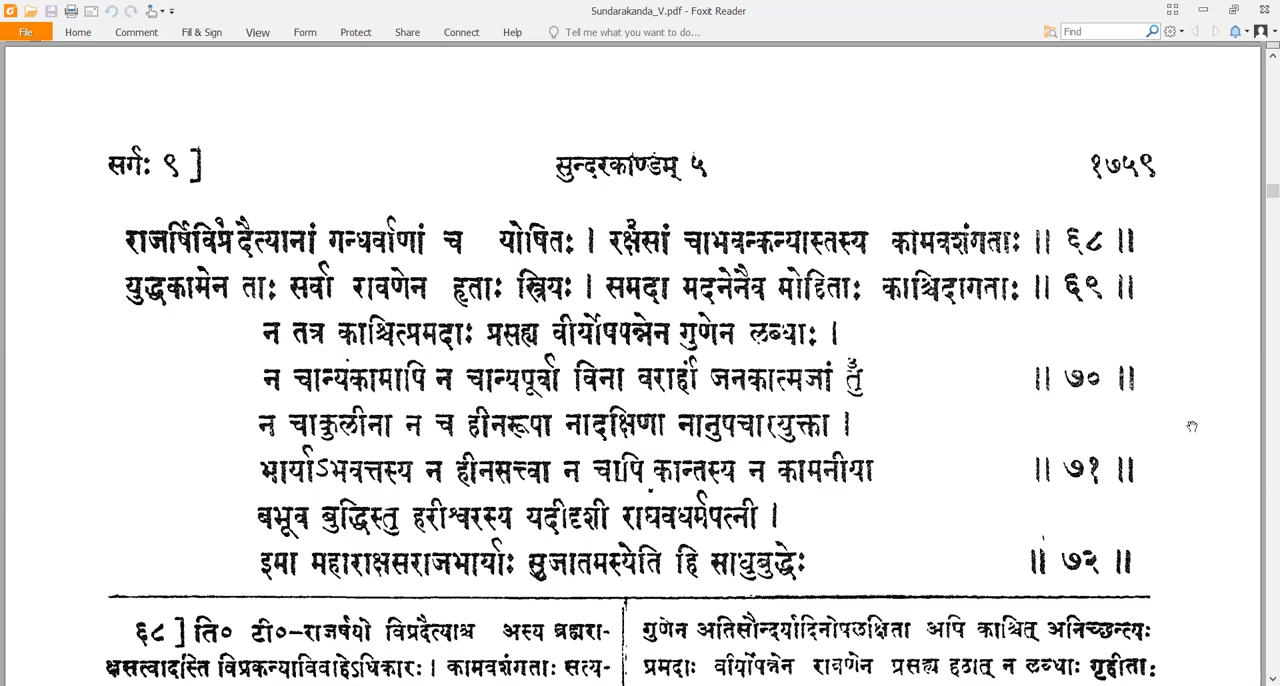 Sundarakanda_V.pdf - Foxit Reader
File Home Comment Fill & Sign View Form Protect Share Connect Help Tell me what you want to do... Find
सर्गः ९ ] सुन्दरकाण्डम् ५ १७५९
राजर्षिविप्रदैत्यानां गन्धर्वाणां च योषितः । रक्षसां चाभवन्कन्यास्तस्य कामवशंगताः ॥ ६८ ॥
युद्धकामेन ताः सर्वा रावणेन हृताः स्त्रियः । समदा मदनेनैव मोहिताः काश्चिदागताः ॥ ६९ ॥
न तत्र काश्चित्प्रमदाः प्रसह्य वीर्योपपन्नेन गुणेन लब्धाः ।
न चान्यकामापि न चान्यपूर्वा विना वरार्हां जनकात्मजां तु ॥ ७० ॥
न चाकुलीना न च हीनरूपा नादक्षिणा नानुपचारयुक्ता ।
भार्याऽभवत्तस्य न हीनसत्त्वा न चापि कान्तस्य न कामनीया ॥ ७१ ॥
बभूव बुद्धिस्तु हरीश्वरस्य यदीदृशी राघवधर्मपत्नी ।
इमा महाराक्षसराजभार्याः सुजातमस्येति हि साधुबुद्धेः ॥ ७२ ॥
६८ ] ति० टी०-राजर्षयो विप्रदैत्याश्च अस्य ब्रह्मरा-
क्षसत्वादस्ति विप्रकन्याविवाहेऽधिकारः । कामवशंगताः सत्य-
गुणेन अतिसौन्दर्यादिनोपलक्षिता अपि काश्चित् अनिच्छन्त्यः
प्रमदाः वीर्योपन्नेन रावणेन प्रसह्य हठात् न लब्धाः गृहीताः